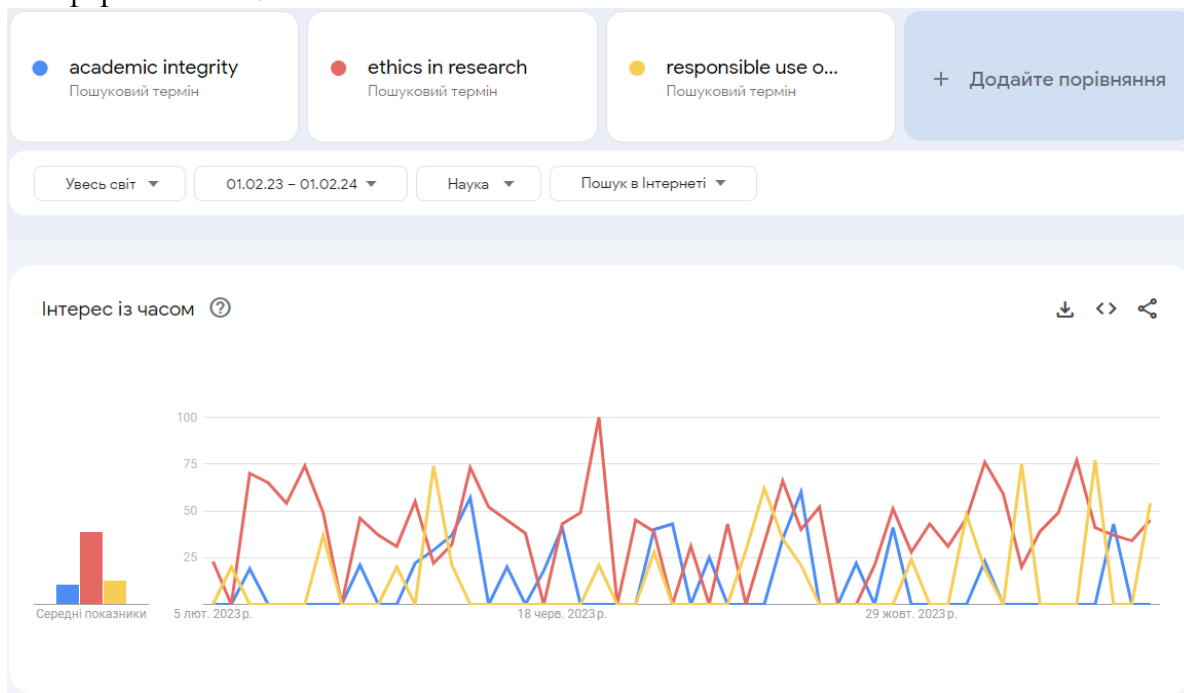 academic integrity
Пошуковий термін
ethics in research
Пошуковий термін
responsible use o...
Пошуковий термін
+ Додайте порівняння
Увесь світ
01.02.23 – 01.02.24
Наука
Пошук в Інтернеті
Інтерес із часом
100
75
50
25
Середні показники
5 лют. 2023 р.
18 черв. 2023 р.
29 жовт. 2023 р.